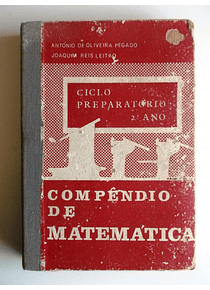 ANTÓNIO DE OLIVEIRA PEGADO
JOAQUIM REIS LEITÃO
CICLO
PREPARATÓRIO
2.º ANO
COMPÊNDIO
DE
MATEMÁTICA